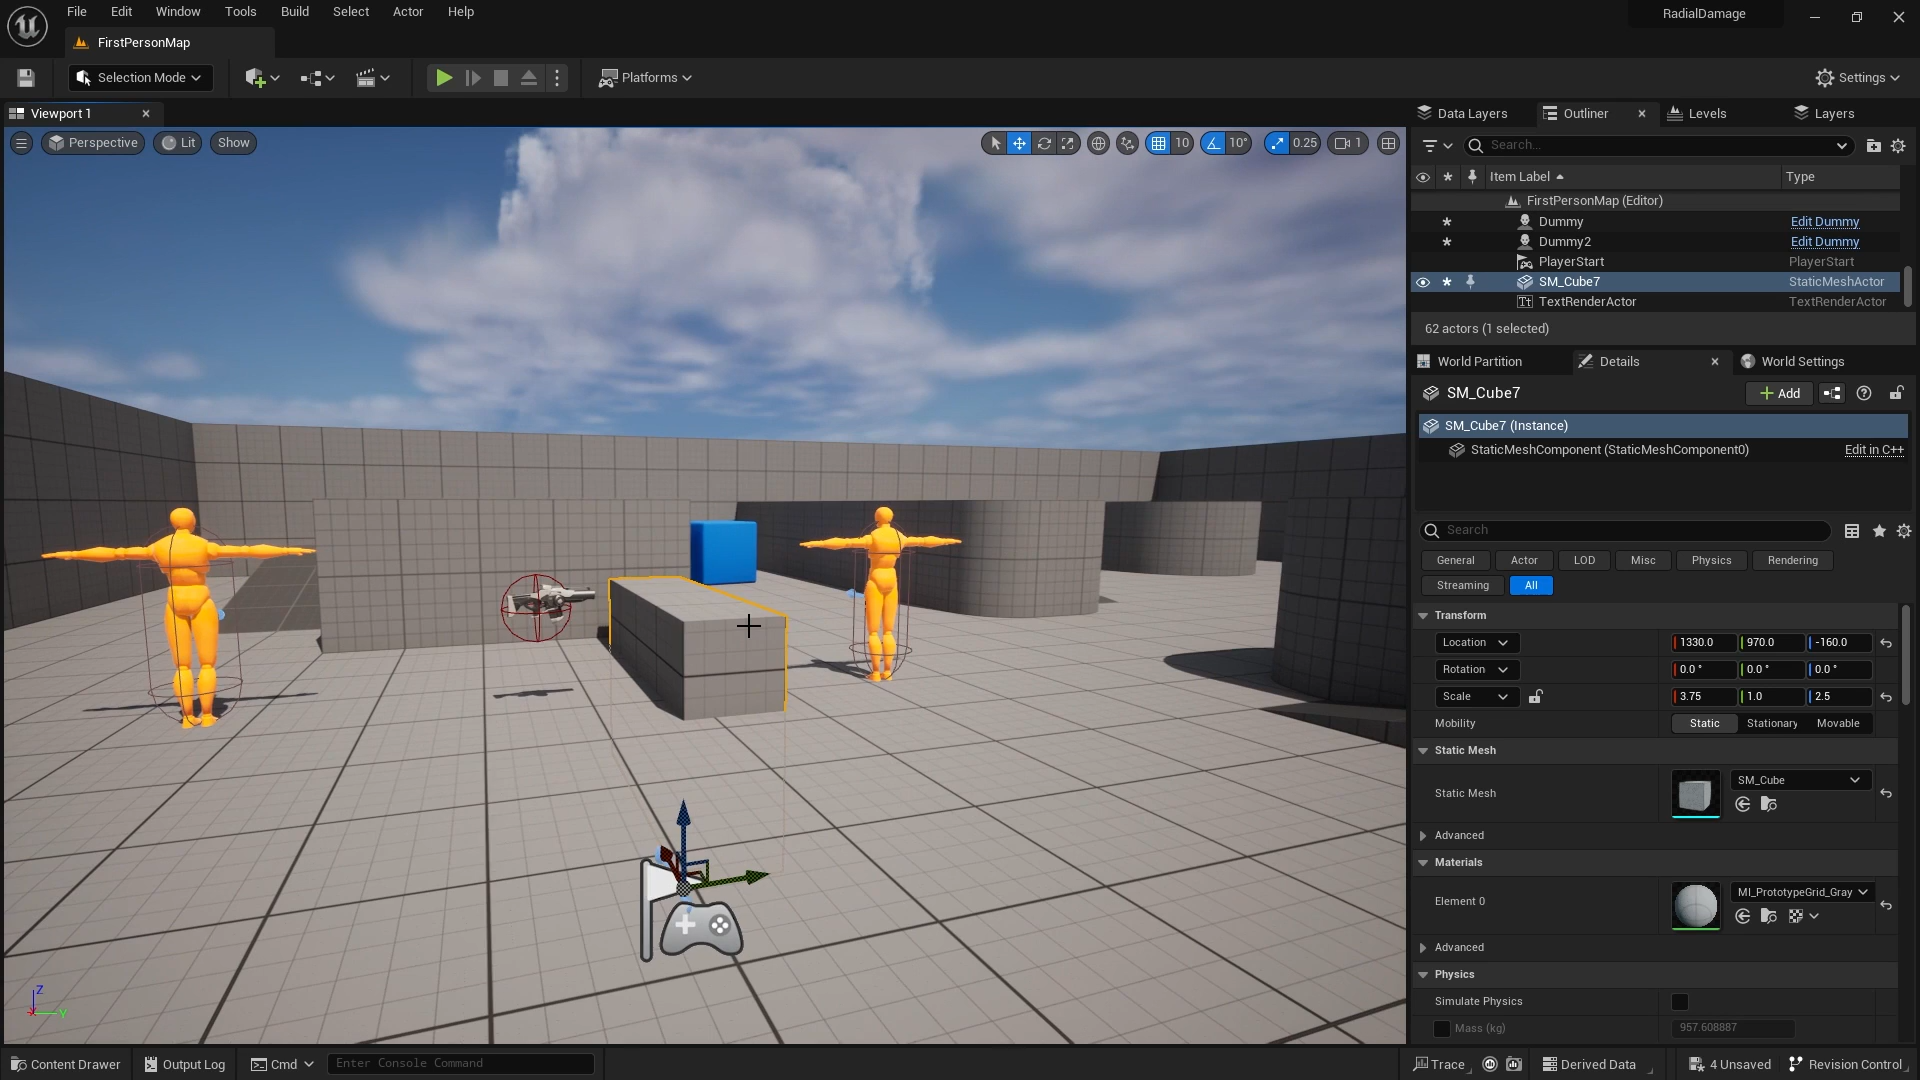 File Edit Window Tools Build Select Actor Help
RadialDamage
FirstPersonMap
Selection Mode
Platforms
Settings
Viewport 1
Perspective Lit Show
10 10° 0.25 1
Data Layers Outliner Levels Layers
Search...
Item Label Type
FirstPersonMap (Editor)
Dummy Edit Dummy
Dummy2 Edit Dummy
PlayerStart PlayerStart
SM_Cube7 StaticMeshActor
TextRenderActor TextRenderActor
62 actors (1 selected)
World Partition Details World Settings
SM_Cube7 Add
SM_Cube7 (Instance)
StaticMeshComponent (StaticMeshComponent0) Edit in C++
Search
General Actor LOD Misc Physics Rendering
Streaming All
Transform
Location 1330.0 970.0 -160.0
Rotation 0.0° 0.0° 0.0°
Scale 3.75 1.0 2.5
Mobility Static Stationary Movable
Static Mesh
Static Mesh SM_Cube
Advanced
Materials
Element 0 MI_PrototypeGrid_Gray
Advanced
Physics
Simulate Physics
Mass (kg) 957.608887
Z
Y
Content Drawer Output Log Cmd Enter Console Command Trace Derived Data 4 Unsaved Revision Control